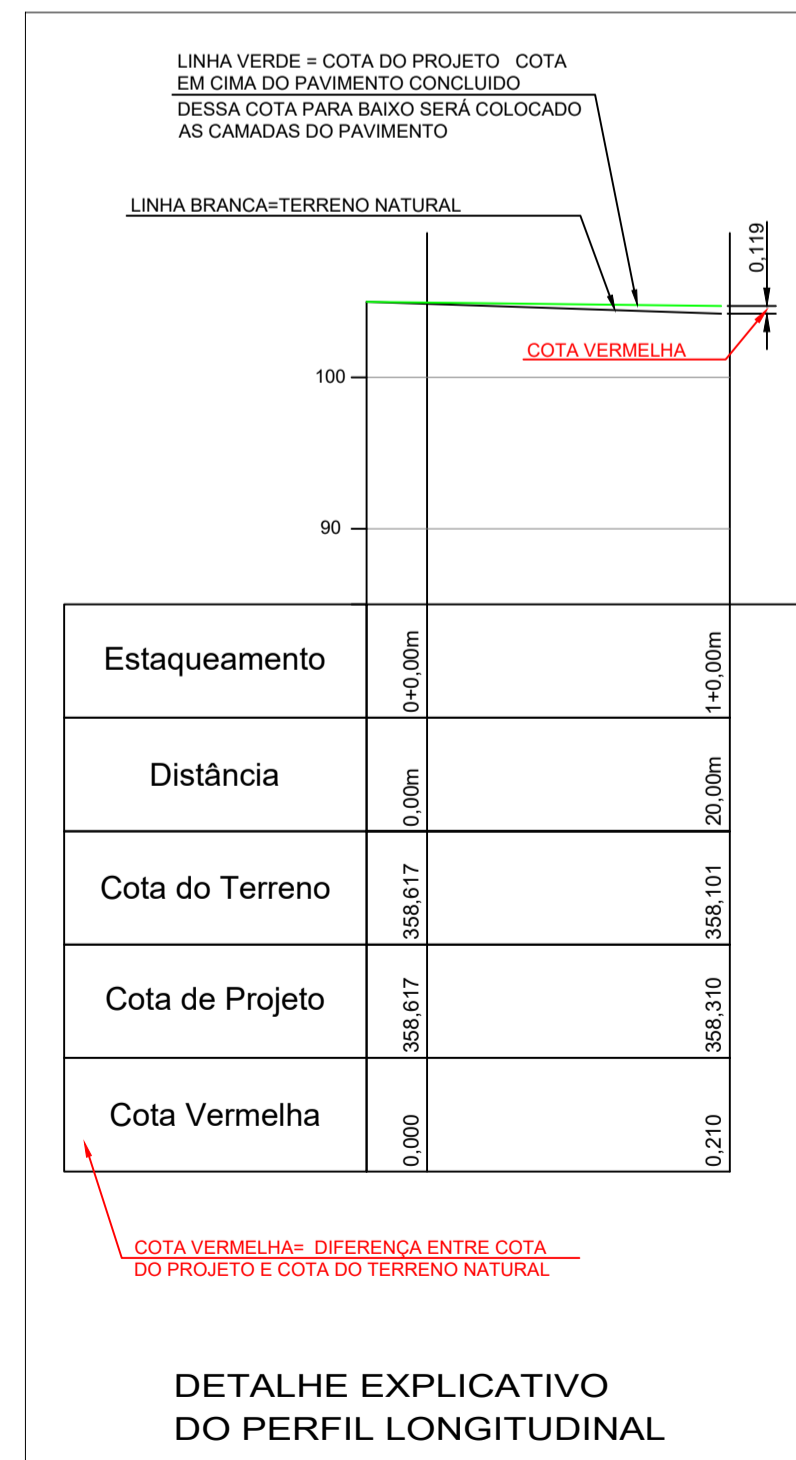 LINHA VERDE = COTA DO PROJETO COTA
EM CIMA DO PAVIMENTO CONCLUIDO
DESSA COTA PARA BAIXO SERÁ COLOCADO
AS CAMADAS DO PAVIMENTO
LINHA BRANCA=TERRENO NATURAL
0,119
COTA VERMELHA
100
90
Estaqueamento
0+0,00m
1+0,00m
Distância
0,00m
20,00m
Cota do Terreno
358,617
358,101
Cota de Projeto
358,617
358,310
Cota Vermelha
0,000
0,210
COTA VERMELHA= DIFERENÇA ENTRE COTA
DO PROJETO E COTA DO TERRENO NATURAL
DETALHE EXPLICATIVO
DO PERFIL LONGITUDINAL